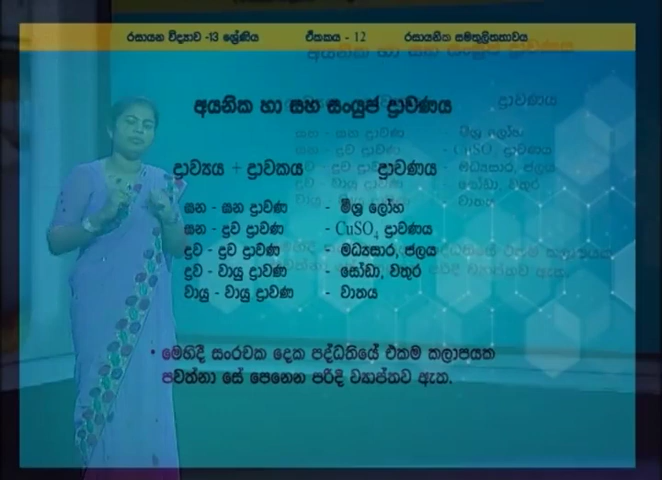 රසායන විද්‍යාව -13 ශ්‍රේණිය ඒකකය - 12 රසායනික සමතුලිතතාවය
අයනික හා සහ සංයුජ ද්‍රාවණය
ද්‍රාව්‍යය + ද්‍රාවකය ද්‍රාවණය
ඝන - ඝන ද්‍රාවණ - මිශ්‍ර ලෝහ
ඝන - ද්‍රව ද්‍රාවණ - CuSO4 ද්‍රාවණය
ද්‍රව - ද්‍රව ද්‍රාවණ - මධ්‍යසාර, ජලය
ද්‍රව - වායු ද්‍රාවණ - සෝඩා, වතුර
වායු - වායු ද්‍රාවණ - වාතය
• මෙහිදී සංරචක දෙක පද්ධතියේ එකම කලාපයක
පවත්නා සේ පෙනෙන පරිදි ව්‍යාප්තව ඇත.